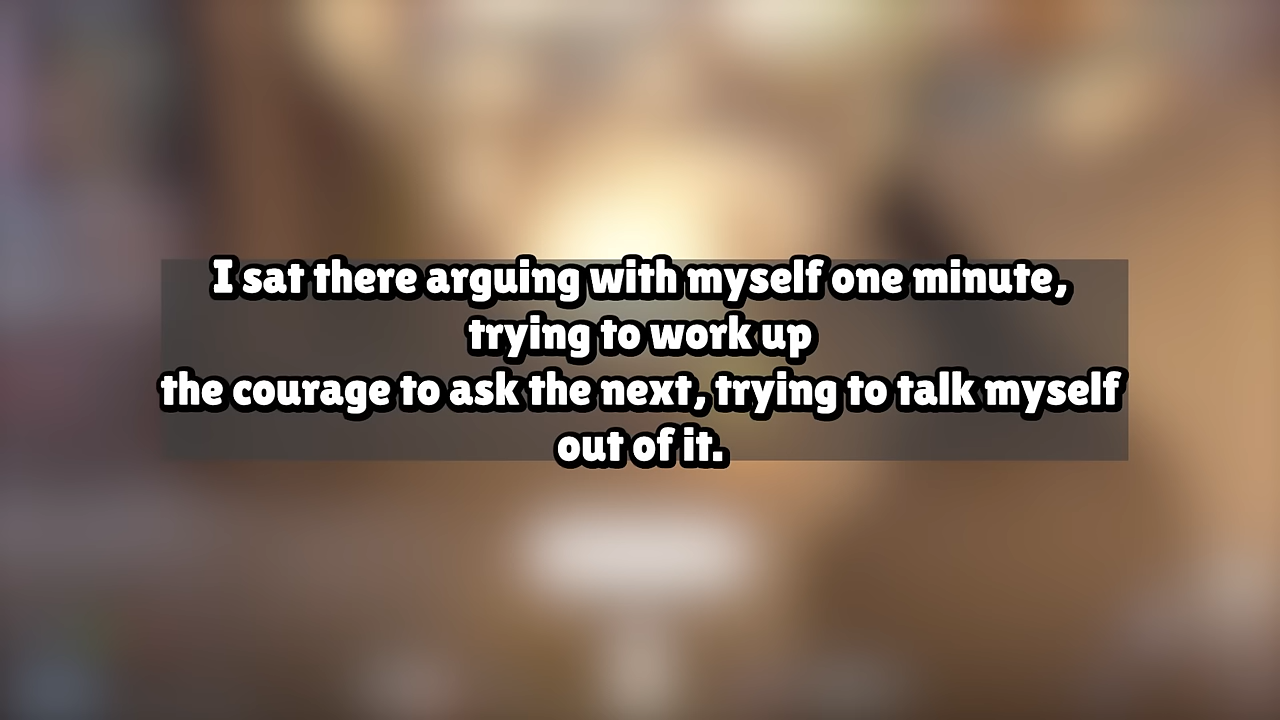 I sat there arguing with myself one minute,
trying to work up
the courage to ask the next, trying to talk myself
out of it.